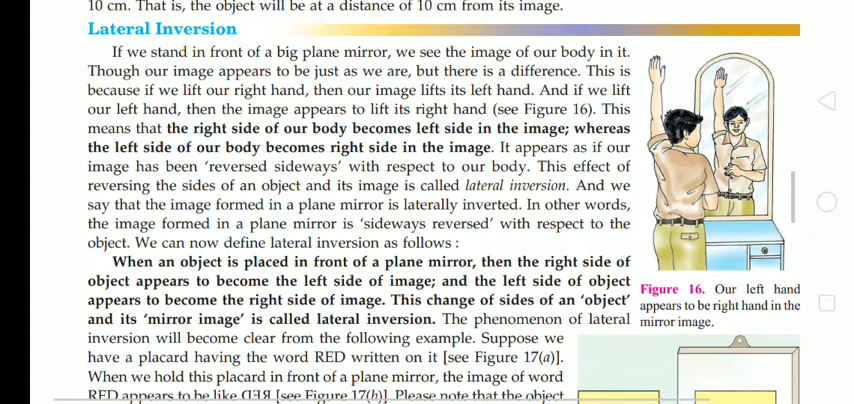 10 cm. That is, the object will be at a distance of 10 cm from its image.
Lateral Inversion
If we stand in front of a big plane mirror, we see the image of our body in it.
Though our image appears to be just as we are, but there is a difference. This is
because if we lift our right hand, then our image lifts its left hand. And if we lift
our left hand, then the image appears to lift its right hand (see Figure 16). This
means that the right side of our body becomes left side in the image; whereas
the left side of our body becomes right side in the image. It appears as if our
image has been ‘reversed sideways’ with respect to our body. This effect of
reversing the sides of an object and its image is called lateral inversion. And we
say that the image formed in a plane mirror is laterally inverted. In other words,
the image formed in a plane mirror is ‘sideways reversed’ with respect to the
object. We can now define lateral inversion as follows :
When an object is placed in front of a plane mirror, then the right side of
object appears to become the left side of image; and the left side of object
appears to become the right side of image. This change of sides of an ‘object’
and its ‘mirror image’ is called lateral inversion. The phenomenon of lateral
inversion will become clear from the following example. Suppose we
have a placard having the word RED written on it [see Figure 17(a)].
When we hold this placard in front of a plane mirror, the image of word
RED appears to be like ᗡƎЯ [see Figure 17(b)]. Please note that the object
Figure 16. Our left hand
appears to be right hand in the
mirror image.